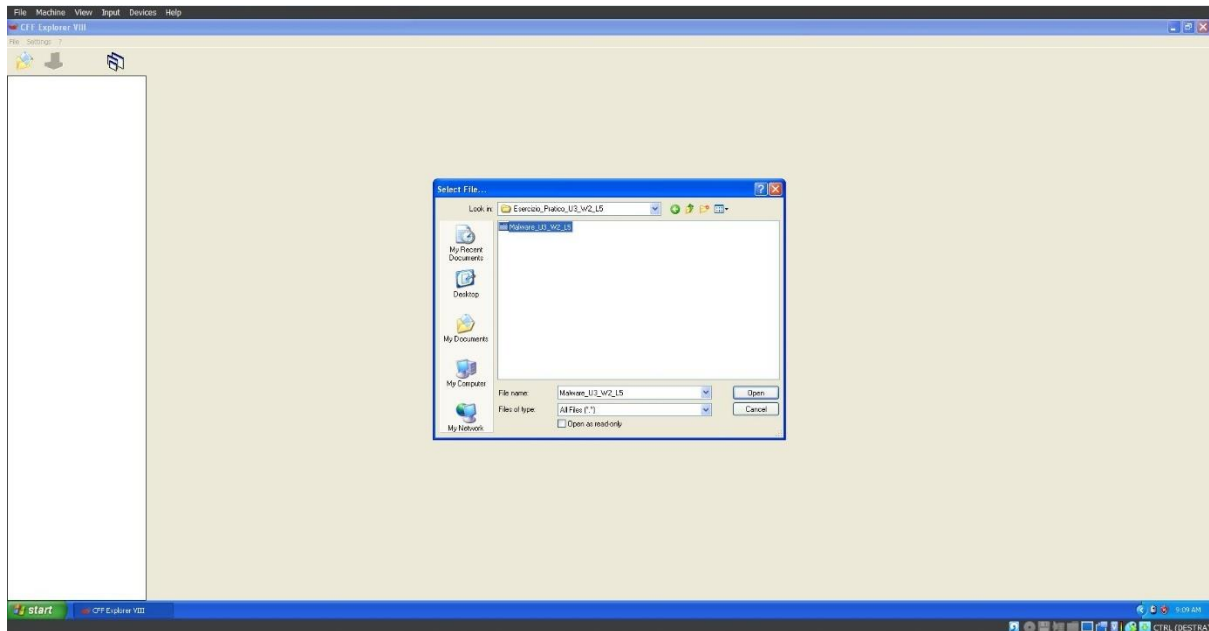 File Machine View Input Devices Help
CFF Explorer VIII
File Settings ?
Select File...
Look in: Esercizio_Pratico_U3_W2_L5
Malware_U3_W2_L5
My Recent
Documents
Desktop
My Documents
My Computer
My Network
File name: Malware_U3_W2_L5 Open
Files of type: All Files (*.*) Cancel
Open as read-only
start CFF Explorer VIII 9:09 AM
CTRL (DESTRA)